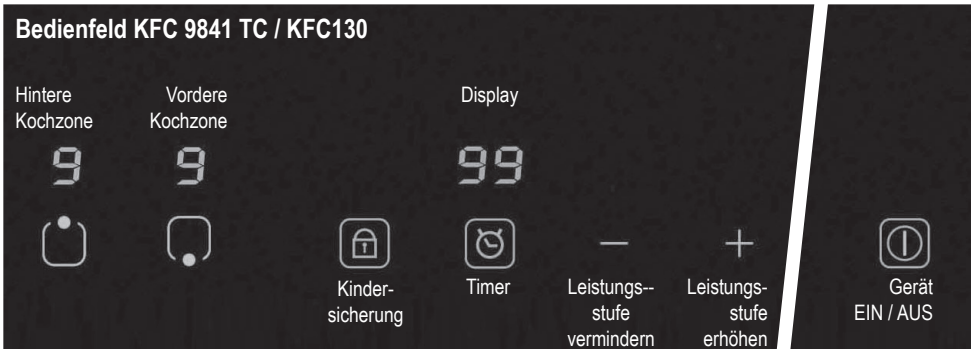 Bedienfeld KFC 9841 TC / KFC130
Hintere
Kochzone
Vordere
Kochzone
Display
9
9
99
Kinder-
sicherung
Timer
Leistungs--
stufe
vermindern
Leistungs-
stufe
erhöhen
Gerät
EIN / AUS